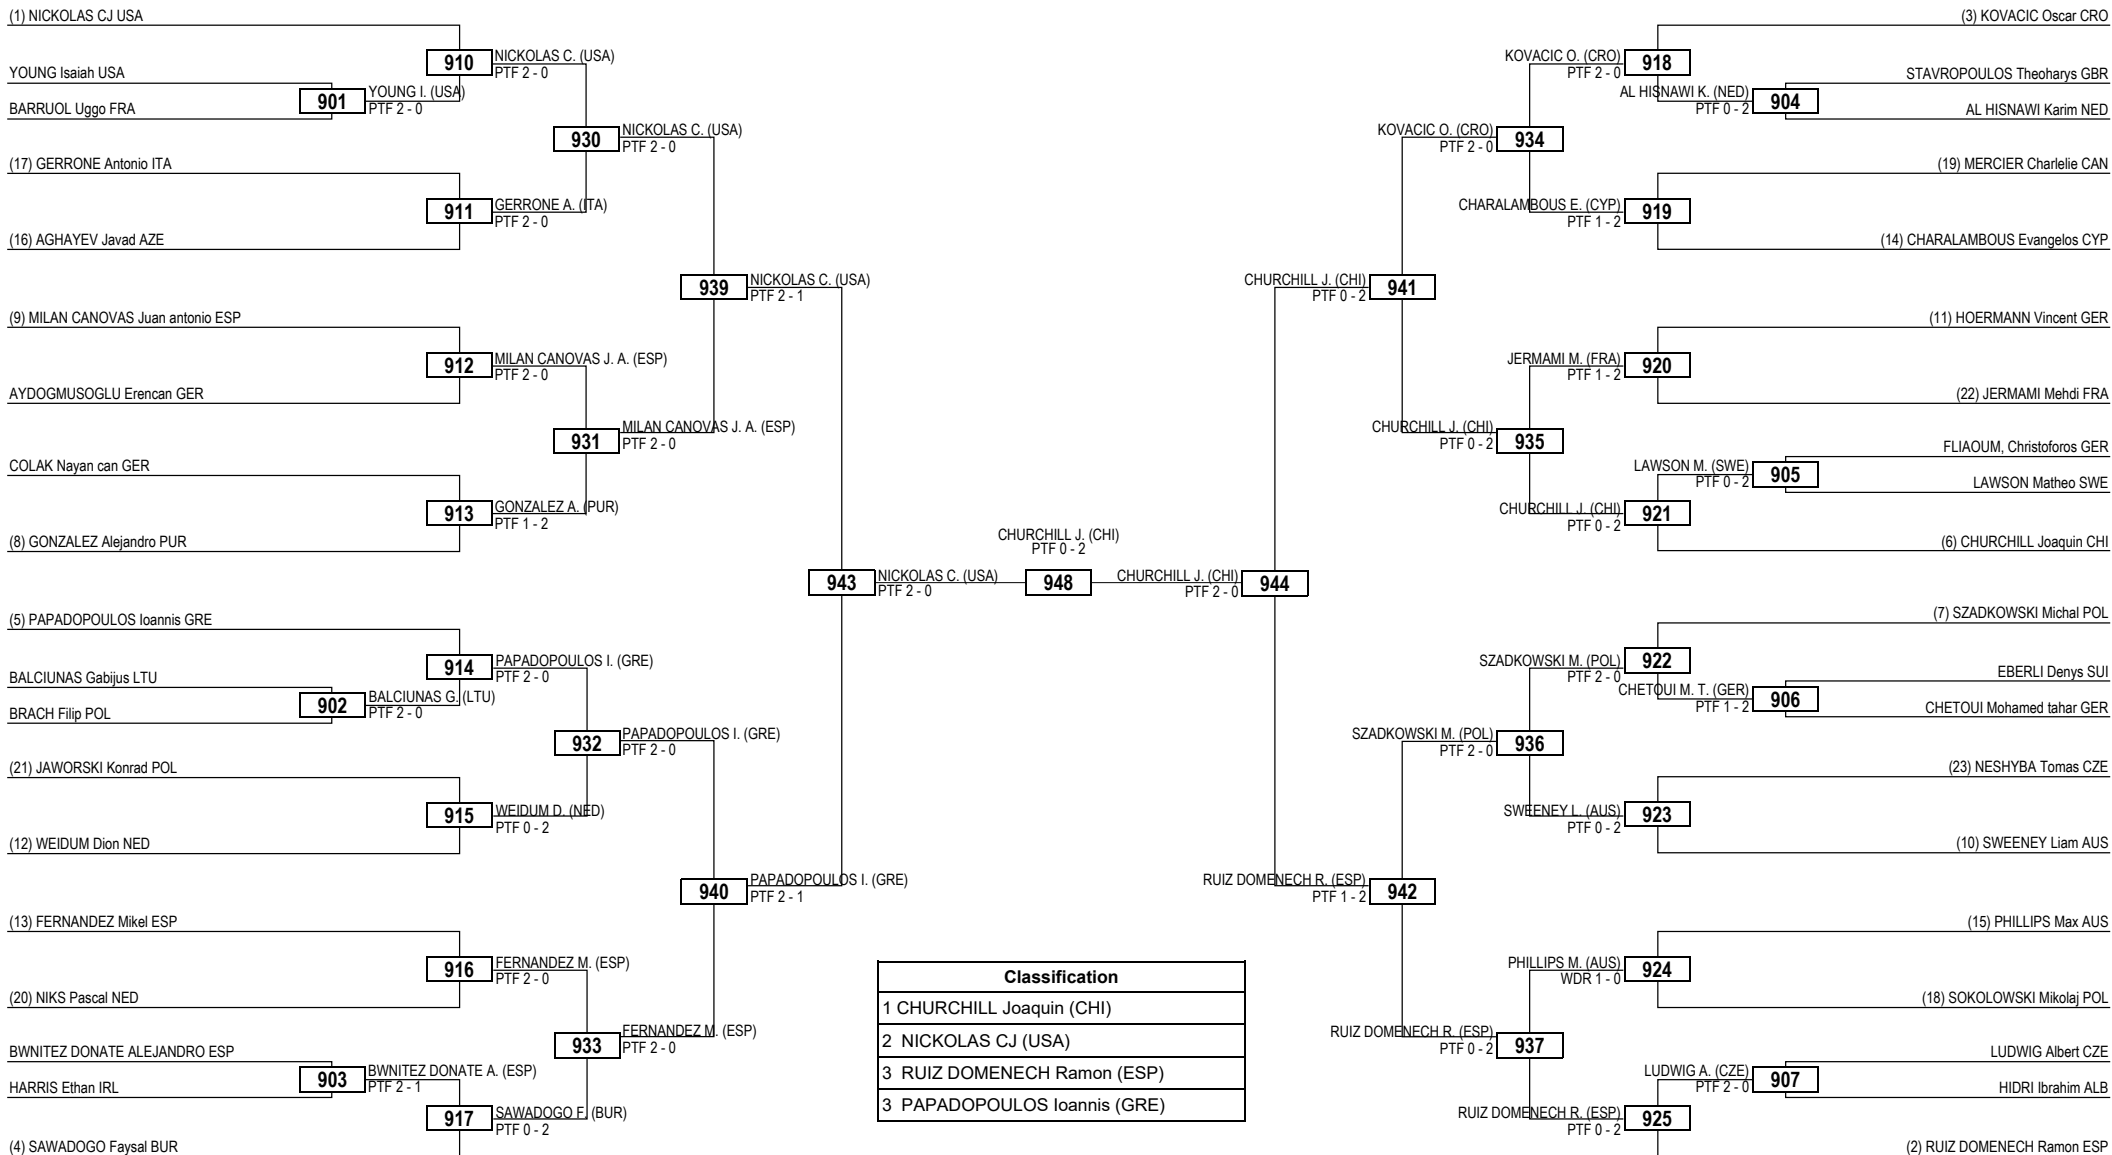 (1) NICKOLAS CJ USA
910
NICKOLAS C. (USA)
PTF 2 - 0
YOUNG Isaiah USA
901
YOUNG I. (USA)
PTF 2 - 0
BARRUOL Uggo FRA
930
NICKOLAS C. (USA)
PTF 2 - 0
(17) GERRONE Antonio ITA
911
GERRONE A. (ITA)
PTF 2 - 0
(16) AGHAYEV Javad AZE
939
NICKOLAS C. (USA)
PTF 2 - 1
(9) MILAN CANOVAS Juan antonio ESP
912
MILAN CANOVAS J. A. (ESP)
PTF 2 - 0
AYDOGMUSOGLU Erencan GER
931
MILAN CANOVAS J. A. (ESP)
PTF 2 - 0
COLAK Nayan can GER
913
GONZALEZ A. (PUR)
PTF 1 - 2
(8) GONZALEZ Alejandro PUR
943
NICKOLAS C. (USA)
PTF 2 - 0
(5) PAPADOPOULOS Ioannis GRE
914
PAPADOPOULOS I. (GRE)
PTF 2 - 0
BALCIUNAS Gabijus LTU
902
BALCIUNAS G. (LTU)
PTF 2 - 0
BRACH Filip POL
932
PAPADOPOULOS I. (GRE)
PTF 2 - 0
(21) JAWORSKI Konrad POL
915
WEIDUM D. (NED)
PTF 0 - 2
(12) WEIDUM Dion NED
940
PAPADOPOULOS I. (GRE)
PTF 2 - 1
(13) FERNANDEZ Mikel ESP
916
FERNANDEZ M. (ESP)
PTF 2 - 0
(20) NIKS Pascal NED
933
FERNANDEZ M. (ESP)
PTF 2 - 0
BWNITEZ DONATE ALEJANDRO ESP
903
BWNITEZ DONATE A. (ESP)
PTF 2 - 1
HARRIS Ethan IRL
917
SAWADOGO F. (BUR)
PTF 0 - 2
(4) SAWADOGO Faysal BUR
CHURCHILL J. (CHI)
PTF 0 - 2
948
(3) KOVACIC Oscar CRO
KOVACIC O. (CRO)
PTF 2 - 0
918
STAVROPOULOS Theoharys GBR
AL HISNAWI K. (NED)
PTF 0 - 2
904
AL HISNAWI Karim NED
KOVACIC O. (CRO)
PTF 2 - 0
934
(19) MERCIER Charlelie CAN
CHARALAMBOUS E. (CYP)
PTF 1 - 2
919
(14) CHARALAMBOUS Evangelos CYP
CHURCHILL J. (CHI)
PTF 0 - 2
941
(11) HOERMANN Vincent GER
JERMAMI M. (FRA)
PTF 1 - 2
920
(22) JERMAMI Mehdi FRA
CHURCHILL J. (CHI)
PTF 0 - 2
935
FLIAOUM, Christoforos GER
LAWSON M. (SWE)
PTF 0 - 2
905
LAWSON Matheo SWE
CHURCHILL J. (CHI)
PTF 0 - 2
921
(6) CHURCHILL Joaquin CHI
CHURCHILL J. (CHI)
PTF 2 - 0
944
(7) SZADKOWSKI Michal POL
SZADKOWSKI M. (POL)
PTF 2 - 0
922
EBERLI Denys SUI
CHETOUI M. T. (GER)
PTF 1 - 2
906
CHETOUI Mohamed tahar GER
SZADKOWSKI M. (POL)
PTF 2 - 0
936
(23) NESHYBA Tomas CZE
SWEENEY L. (AUS)
PTF 0 - 2
923
(10) SWEENEY Liam AUS
RUIZ DOMENECH R. (ESP)
PTF 1 - 2
942
(15) PHILLIPS Max AUS
PHILLIPS M. (AUS)
WDR 1 - 0
924
(18) SOKOLOWSKI Mikolaj POL
RUIZ DOMENECH R. (ESP)
PTF 0 - 2
937
LUDWIG Albert CZE
LUDWIG A. (CZE)
PTF 2 - 0
907
HIDRI Ibrahim ALB
RUIZ DOMENECH R. (ESP)
PTF 0 - 2
925
(2) RUIZ DOMENECH Ramon ESP
Classification
1 CHURCHILL Joaquin (CHI)
2 NICKOLAS CJ (USA)
3 RUIZ DOMENECH Ramon (ESP)
3 PAPADOPOULOS Ioannis (GRE)